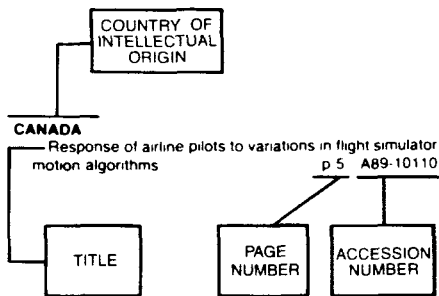 COUNTRY OF
INTELLECTUAL
ORIGIN
CANADA
Response of airline pilots to variations in flight simulator
motion algorithms
p 5 A89-10110
TITLE
PAGE
NUMBER
ACCESSION
NUMBER